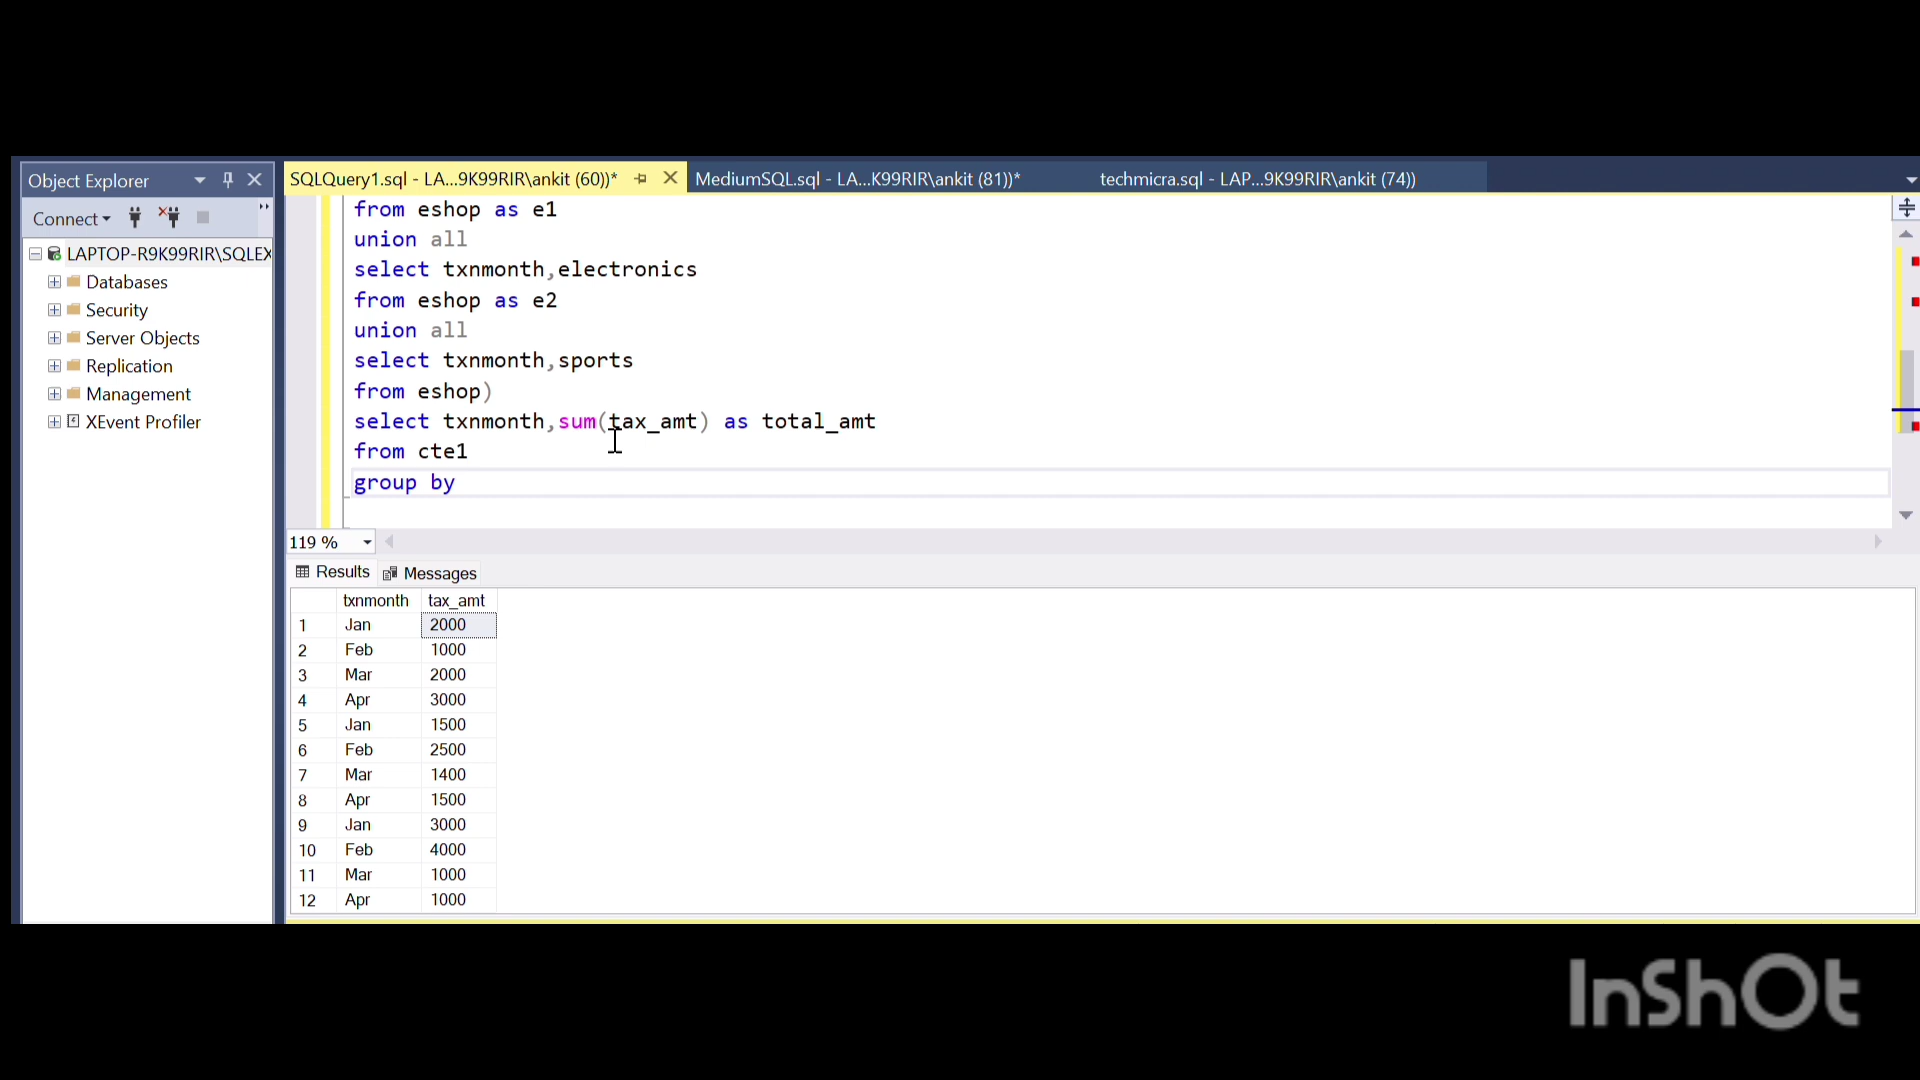 Object Explorer
Connect
LAPTOP-R9K99RIR\SQLEX
Databases
Security
Server Objects
Replication
Management
XEvent Profiler
SQLQuery1.sql - LA...9K99RIR\ankit (60))*
MediumSQL.sql - LA...K99RIR\ankit (81))*
techmicra.sql - LAP...9K99RIR\ankit (74))
from eshop as e1
union all
select txnmonth,electronics
from eshop as e2
union all
select txnmonth,sports
from eshop)
select txnmonth,sum(tax_amt) as total_amt
from cte1
group by
119 %
Results Messages
txnmonth tax_amt
1 Jan 2000
2 Feb 1000
3 Mar 2000
4 Apr 3000
5 Jan 1500
6 Feb 2500
7 Mar 1400
8 Apr 1500
9 Jan 3000
10 Feb 4000
11 Mar 1000
12 Apr 1000
InShOt